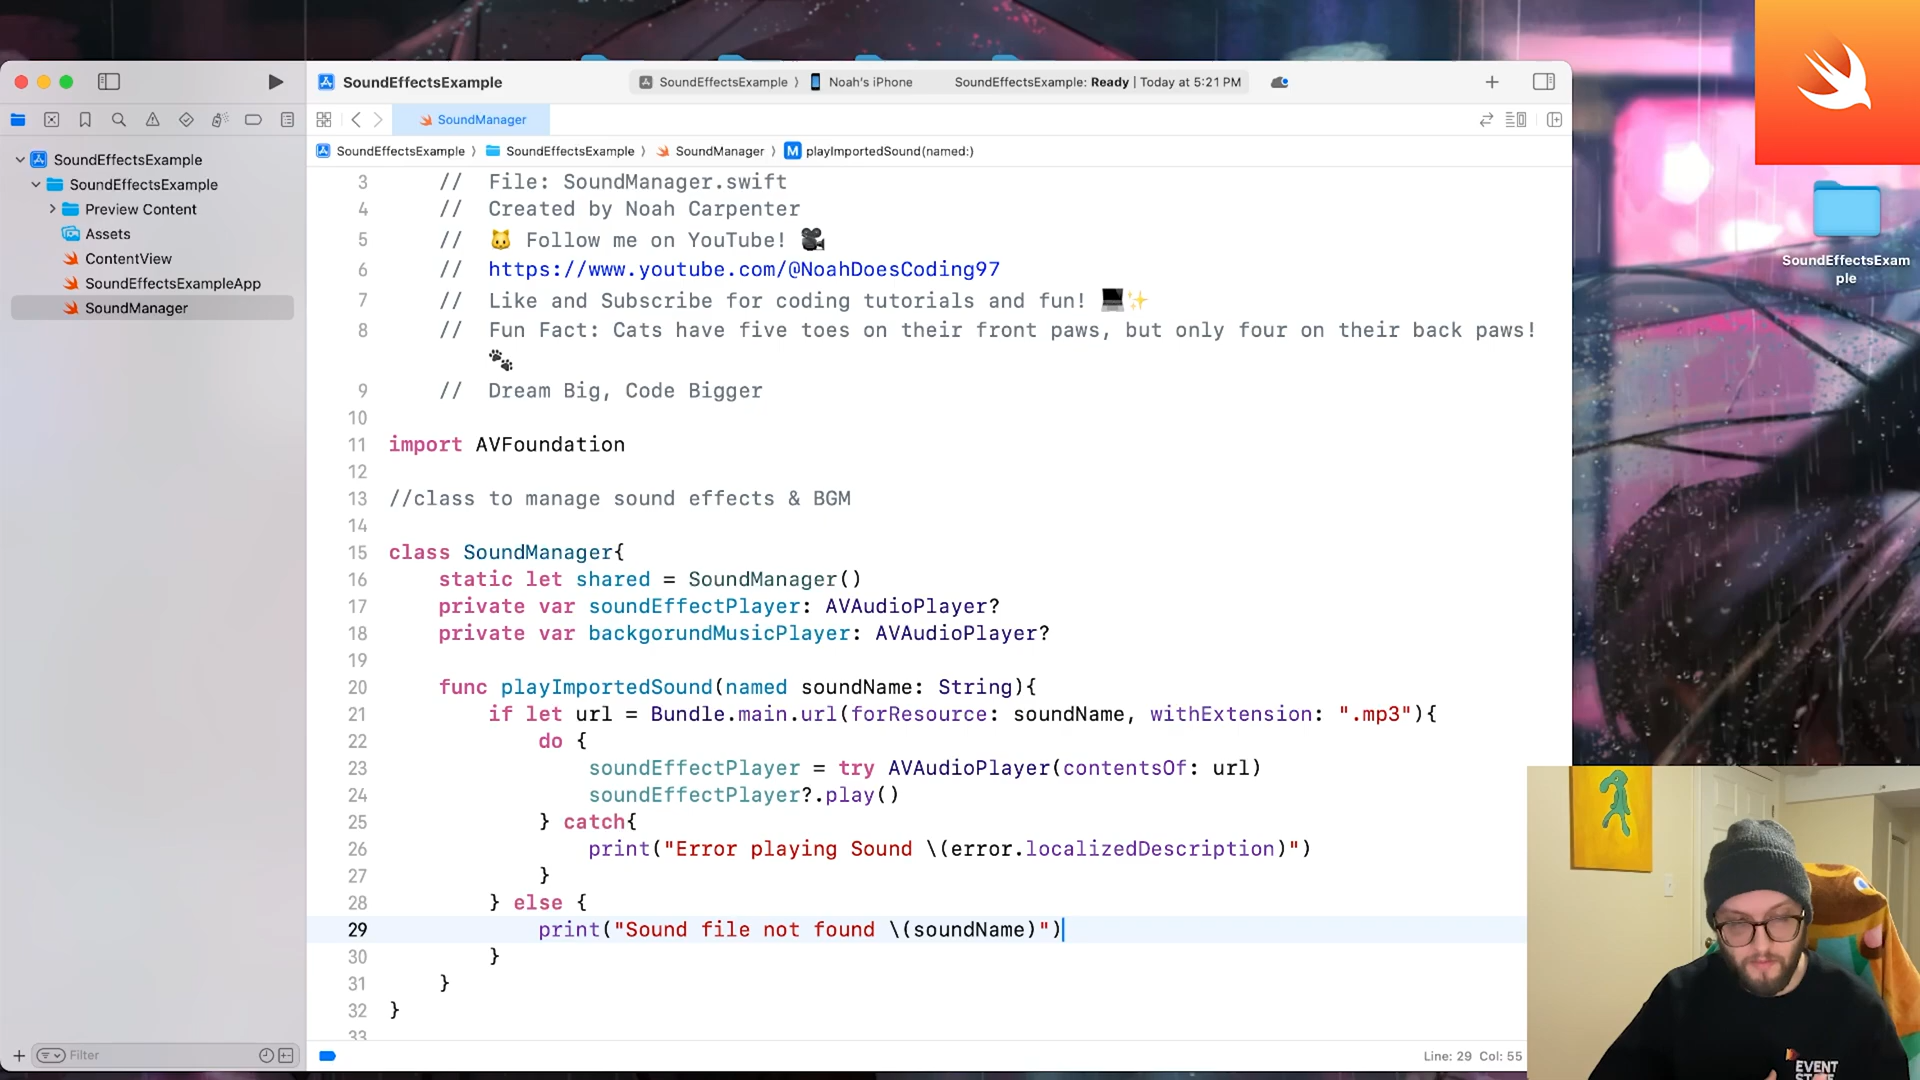 SoundEffectsExample
SoundEffectsExample 〉 Noah's iPhone
SoundEffectsExample: Ready | Today at 5:21 PM
SoundManager
SoundEffectsExample 〉 SoundEffectsExample 〉 SoundManager 〉 M playImportedSound(named:)
SoundEffectsExample
SoundEffectsExample
Preview Content
Assets
ContentView
SoundEffectsExampleApp
SoundManager
Filter
3 // File: SoundManager.swift
4 // Created by Noah Carpenter
5 // 🐱 Follow me on YouTube! 🎥
6 // https://www.youtube.com/@NoahDoesCoding97
7 // Like and Subscribe for coding tutorials and fun! 💻✨
8 // Fun Fact: Cats have five toes on their front paws, but only four on their back paws!
🐾
9 // Dream Big, Code Bigger
10
11 import AVFoundation
12
13 //class to manage sound effects & BGM
14
15 class SoundManager{
16 static let shared = SoundManager()
17 private var soundEffectPlayer: AVAudioPlayer?
18 private var backgorundMusicPlayer: AVAudioPlayer?
19
20 func playImportedSound(named soundName: String){
21 if let url = Bundle.main.url(forResource: soundName, withExtension: ".mp3"){
22 do {
23 soundEffectPlayer = try AVAudioPlayer(contentsOf: url)
24 soundEffectPlayer?.play()
25 } catch{
26 print("Error playing Sound \(error.localizedDescription)")
27 }
28 } else {
29 print("Sound file not found \(soundName)")
30 }
31 }
32 }
33
Line: 29 Col: 55
SoundEffectsExam
ple
EVENT